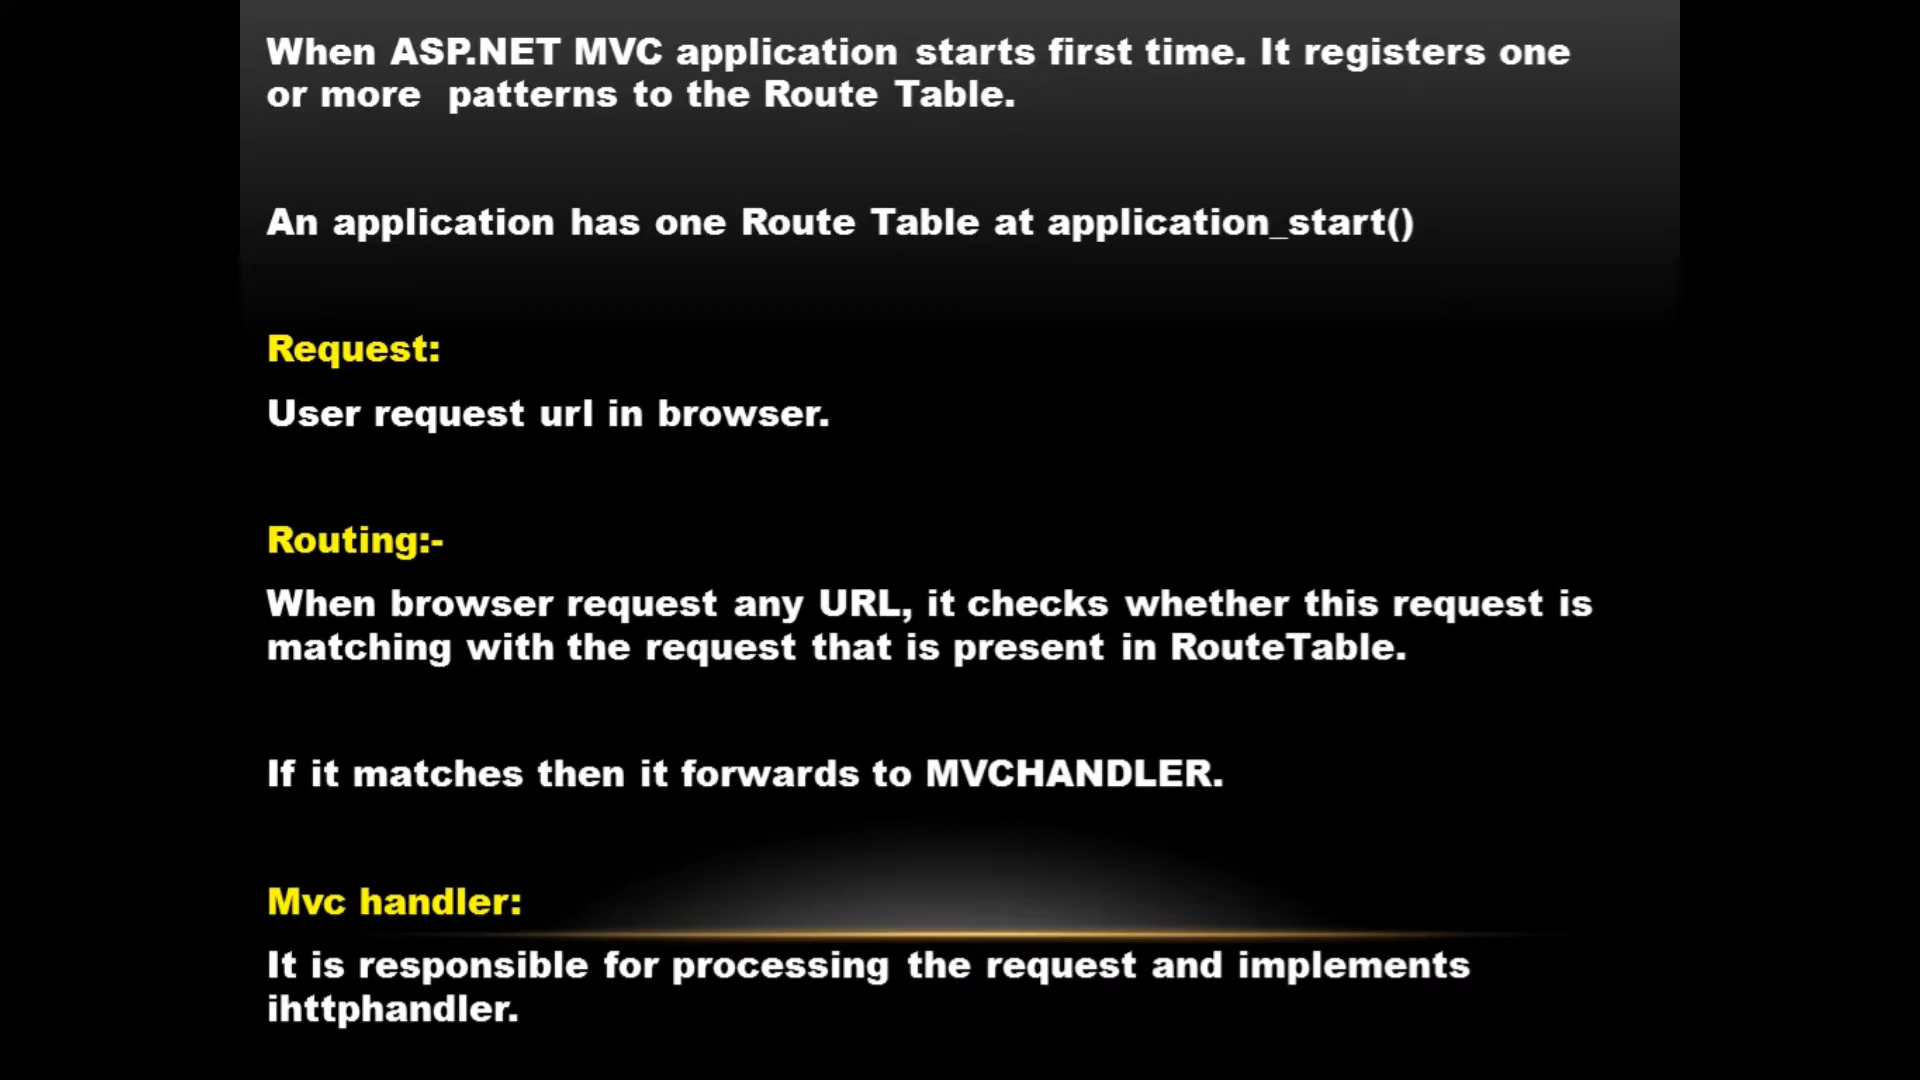 When ASP.NET MVC application starts first time. It registers one
or more patterns to the Route Table.
An application has one Route Table at application_start()
Request:
User request url in browser.
Routing:-
When browser request any URL, it checks whether this request is
matching with the request that is present in RouteTable.
If it matches then it forwards to MVCHANDLER.
Mvc handler:
It is responsible for processing the request and implements
ihttphandler.